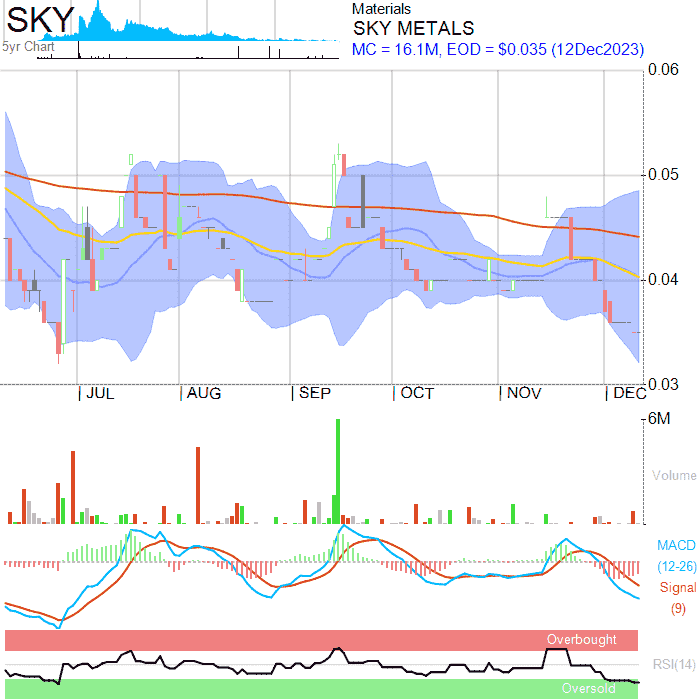 SKY
5yr Chart
Materials
SKY METALS
MC = 16.1M, EOD = $0.035 (12Dec2023)
0.06
0.05
0.04
0.03
JUL AUG SEP OCT NOV DEC
6M
Volume
MACD
(12-26)
Signal
(9)
Overbought
RSI(14)
Oversold